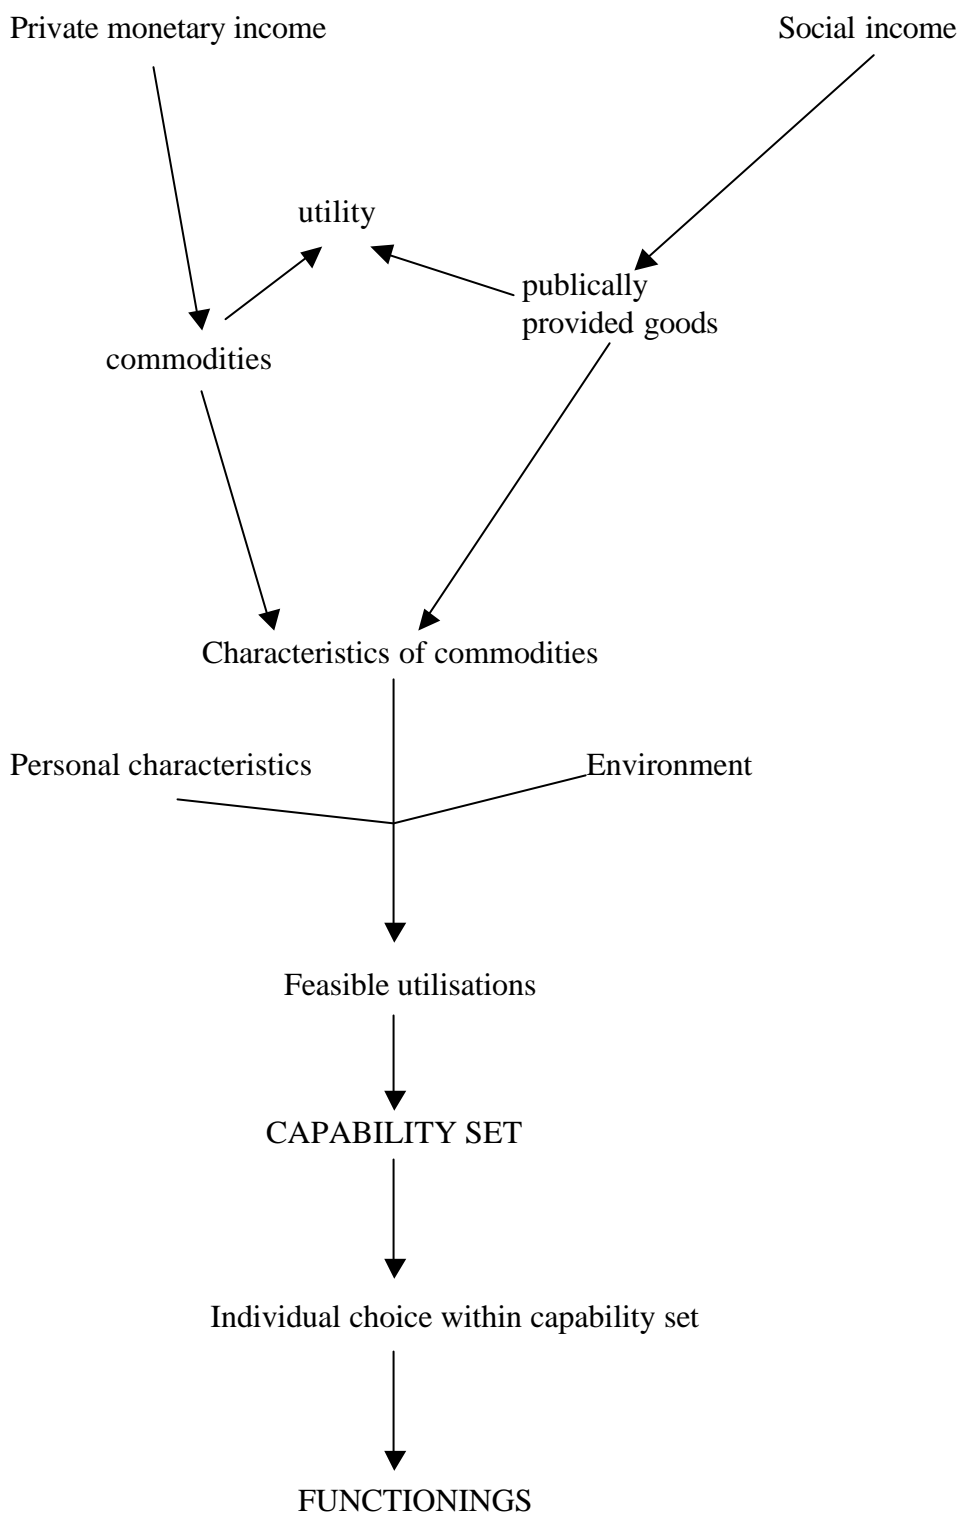 Private monetary income
Social income
utility
publically
provided goods
commodities
Characteristics of commodities
Personal characteristics
Environment
Feasible utilisations
CAPABILITY SET
Individual choice within capability set
FUNCTIONINGS